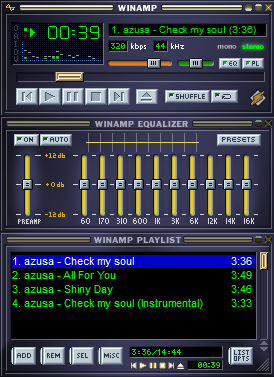 WINAMP
O
A
I
D
V
00:39
1. azusa - Check my soul (3:36)
320 kbps 44 kHz mono stereo
EQ PL
SHUFFLE
WINAMP EQUALIZER
ON AUTO PRESETS
+12 db
+0 db
-12 db
PREAMP 60 170 310 600 1K 3K 6K 12K 14K 16K
WINAMP PLAYLIST
1. azusa - Check my soul 3:36
2. azusa - All For You 3:49
3. azusa - Shiny Day 3:46
4. azusa - Check my soul (Instrumental) 3:33
ADD REM SEL MISC 3:36/14:44 LIST OPTS
00:39